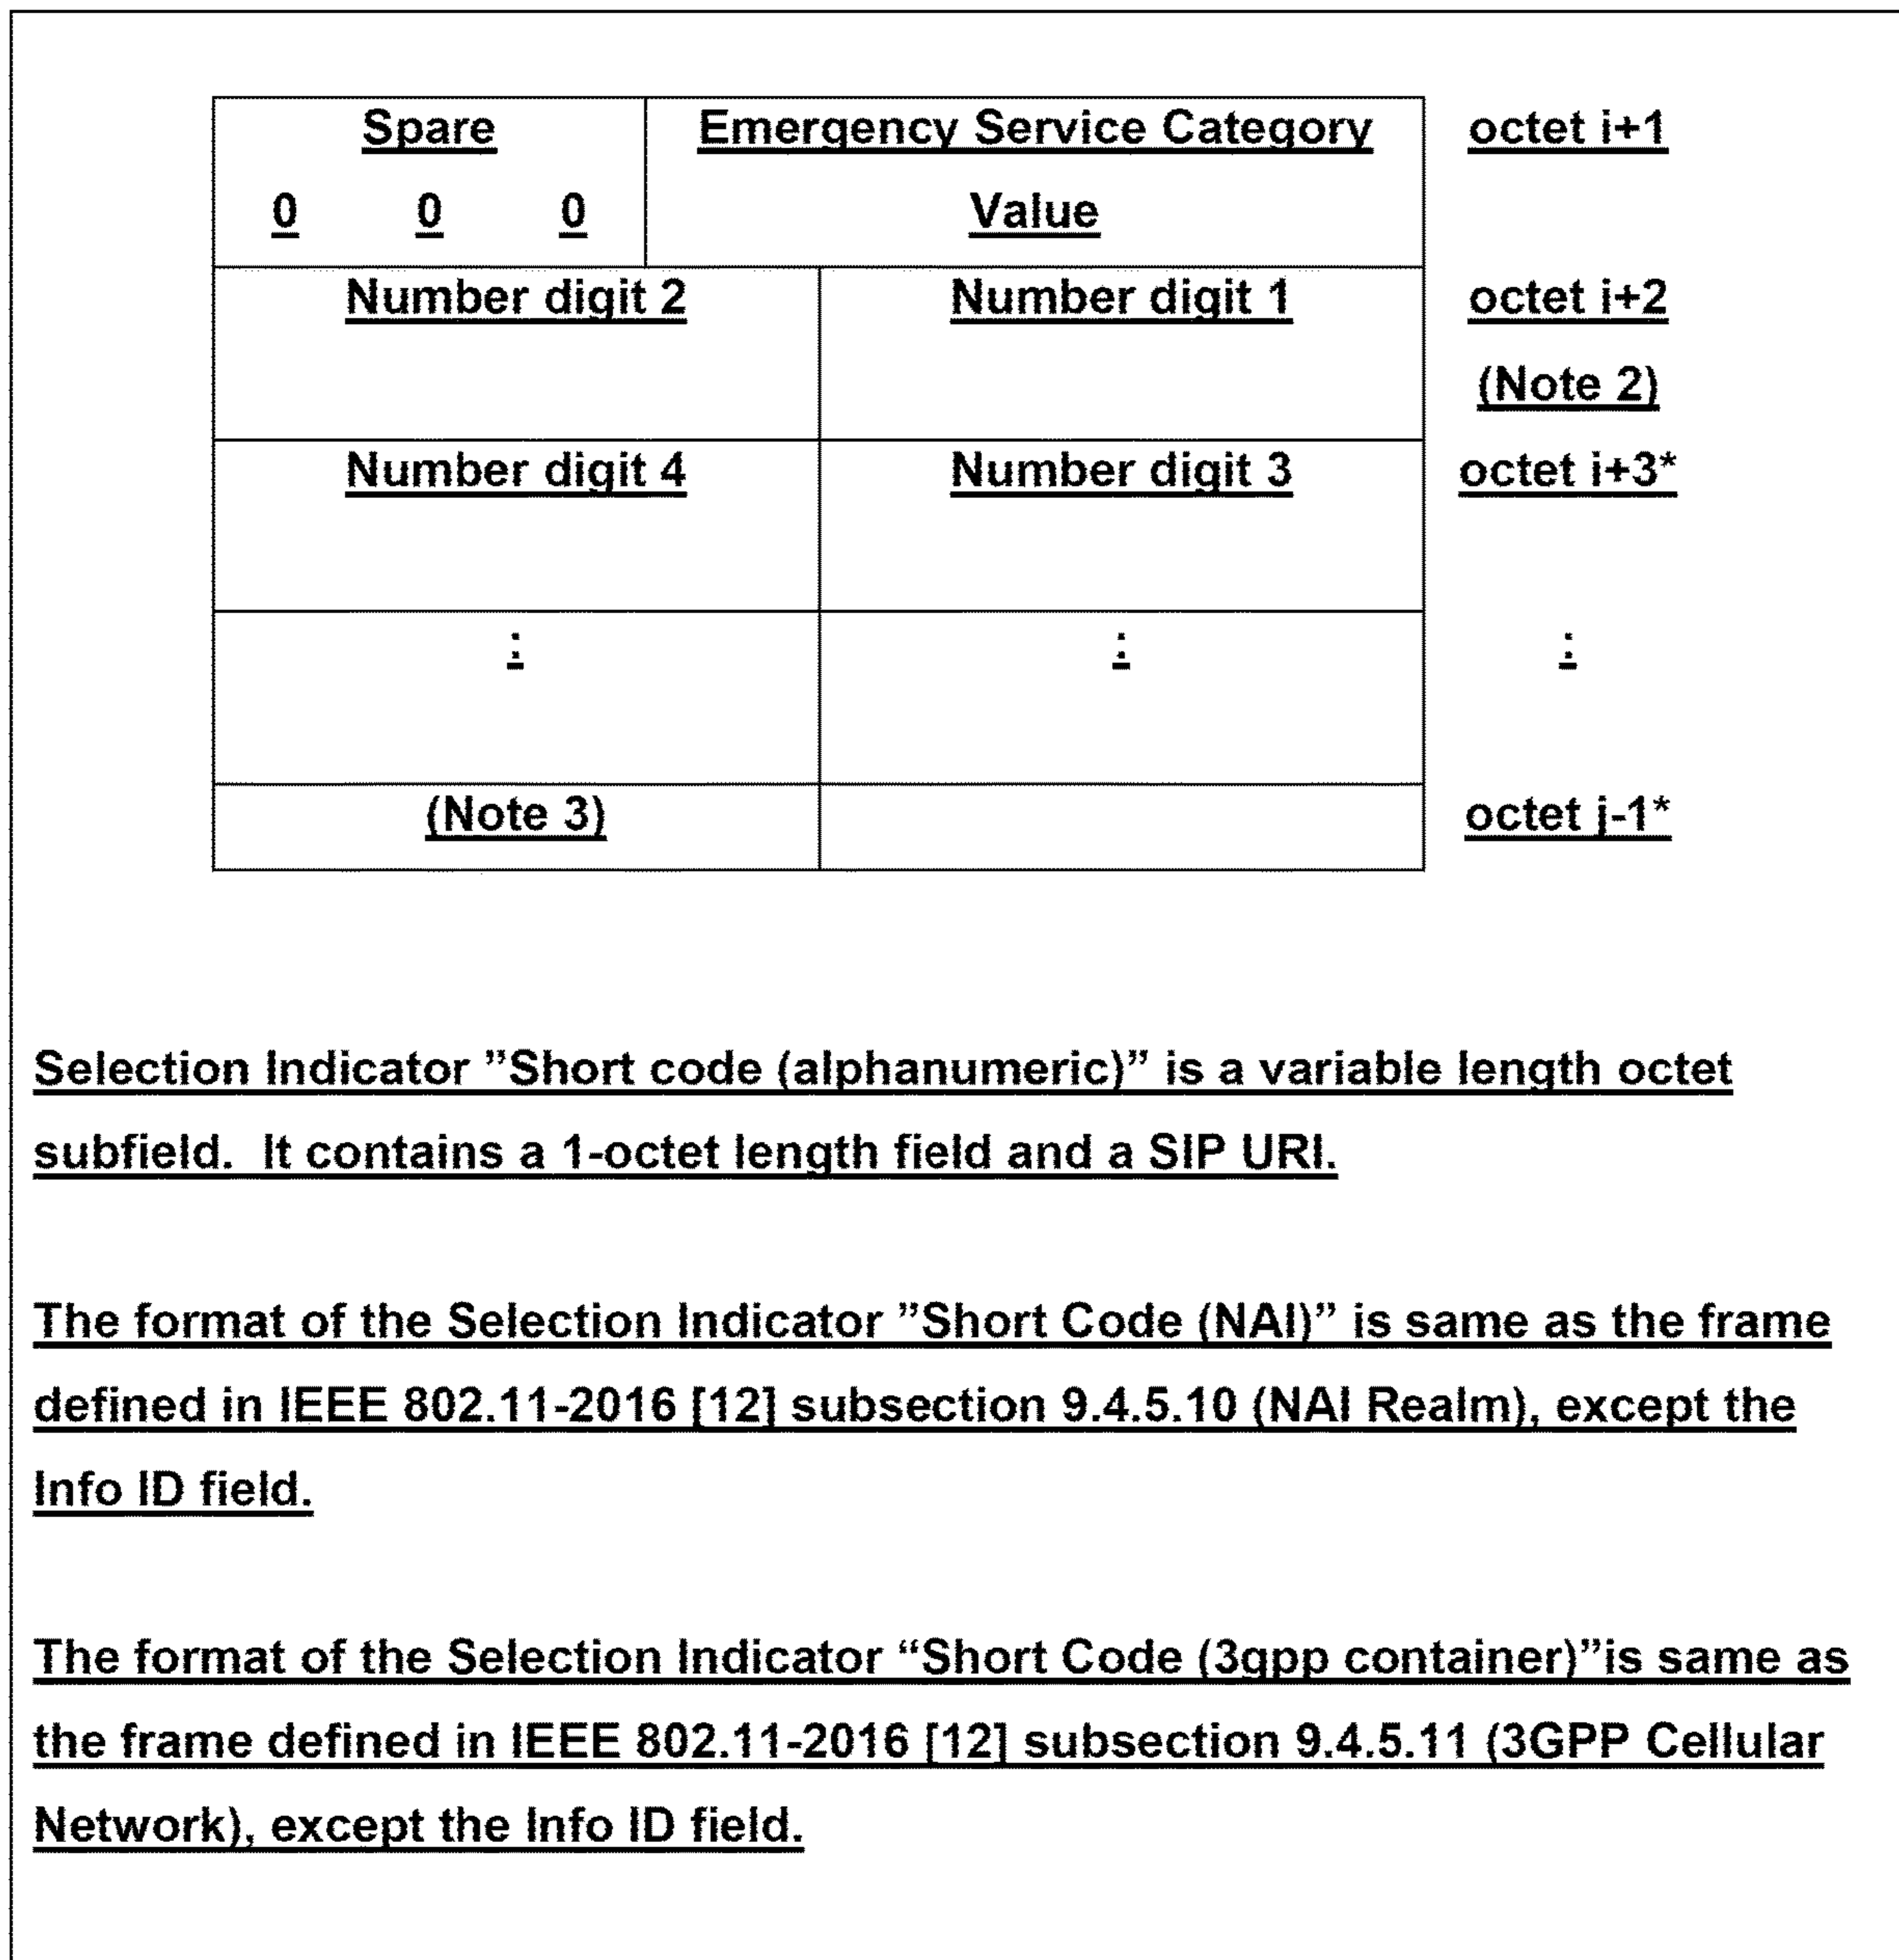 Spare Emergency Service Category octet i+1
0 0 0 Value
Number digit 2 Number digit 1 octet i+2
(Note 2)
Number digit 4 Number digit 3 octet i+3*
: : :
(Note 3) octet j-1*
Selection Indicator ”Short code (alphanumeric)” is a variable length octet
subfield. It contains a 1-octet length field and a SIP URI.
The format of the Selection Indicator ”Short Code (NAI)” is same as the frame
defined in IEEE 802.11-2016 [12] subsection 9.4.5.10 (NAI Realm), except the
Info ID field.
The format of the Selection Indicator “Short Code (3gpp container)”is same as
the frame defined in IEEE 802.11-2016 [12] subsection 9.4.5.11 (3GPP Cellular
Network), except the Info ID field.